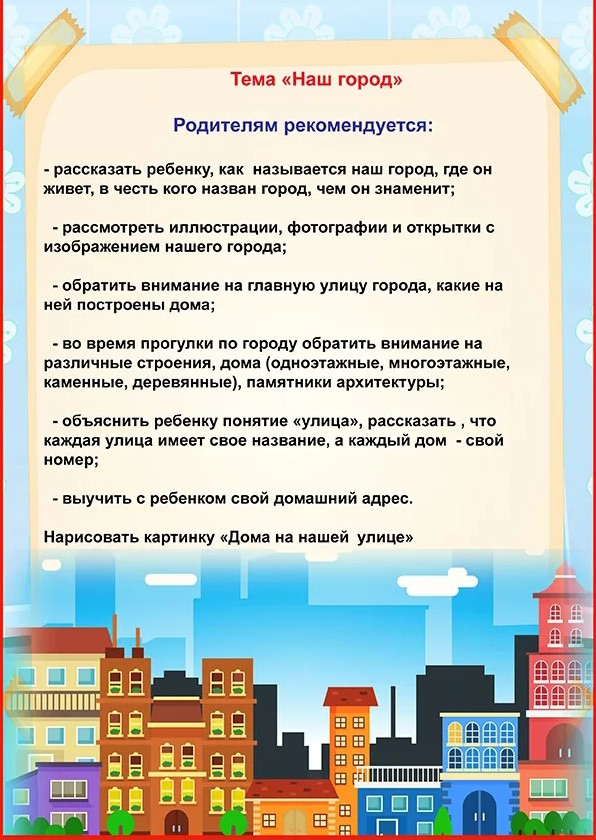 Тема «Наш город»
Родителям рекомендуется:
- рассказать ребенку, как  называется наш город, где он
живет, в честь кого назван город, чем он знаменит;
- рассмотреть иллюстрации, фотографии и открытки с
изображением нашего города;
- обратить внимание на главную улицу города, какие на
ней построены дома;
- во время прогулки по городу обратить внимание на
различные строения, дома (одноэтажные, многоэтажные,
каменные, деревянные), памятники архитектуры;
- объяснить ребенку понятие «улица», рассказать , что
каждая улица имеет свое название, а каждый дом  - свой
номер;
- выучить с ребенком свой домашний адрес.
Нарисовать картинку «Дома на нашей  улице»